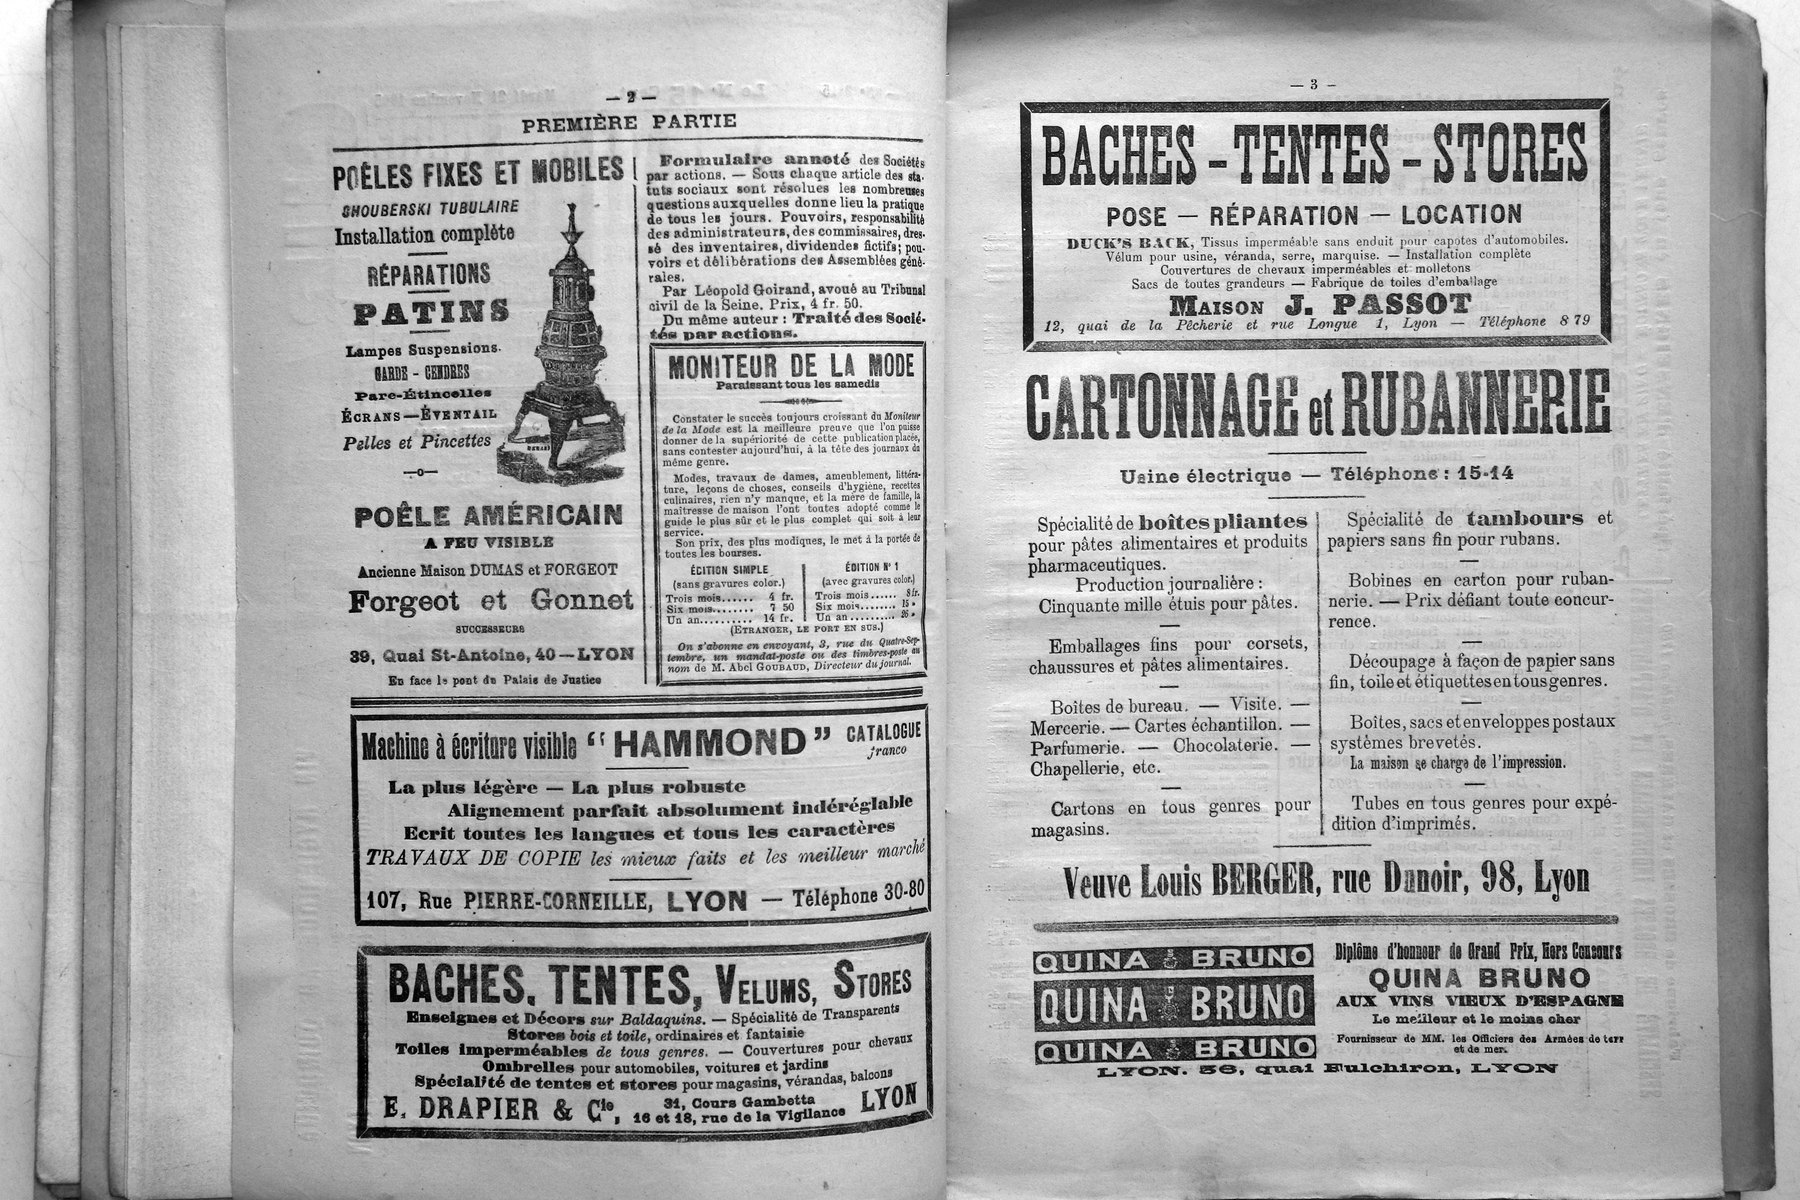 — 2 —
PREMIÈRE PARTIE
POÊLES FIXES ET MOBILES
CHOUBERSKI TUBULAIRE
Installation complète
RÉPARATIONS
PATINS
Lampes Suspensions.
GARDE - CENDRES
Pare-Étincelles
ÉCRANS—ÉVENTAIL
Pelles et Pincettes
—o—
POÊLE AMÉRICAIN
A FEU VISIBLE
Ancienne Maison DUMAS et FORGEOT
Forgeot et Gonnet
SUCCESSEURS
39, Quai St-Antoine, 40 — LYON
En face le pont du Palais de Justice
Formulaire annoté des Sociétés
par actions. — Sous chaque article des sta-
tuts sociaux sont résolues les nombreuses
questions auxquelles donne lieu la pratique
de tous les jours. Pouvoirs, responsabilité
des administrateurs, des commissaires, dres-
sé des inventaires, dividendes fictifs; pou-
voirs et délibérations des Assemblées géné-
rales.
Par Léopold Goirand, avoué au Tribunal
civil de la Seine. Prix, 4 fr. 50.
Du même auteur : Traité des Socié-
tés par actions.
MONITEUR DE LA MODE
Paraissant tous les samedis
Constater le succès toujours croissant du Moniteur
de la Mode est la meilleure preuve que l'on puisse
donner de la supériorité de cette publication placée,
sans contester aujourd'hui, à la tête des journaux du
même genre.
Modes, travaux de dames, ameublement, littéra-
ture, leçons de choses, conseils d'hygiène, recettes
culinaires, rien n'y manque, et la mère de famille, la
maîtresse de maison l'ont toutes adopté comme le
guide le plus sûr et le plus complet qui soit à leur
service.
Son prix, des plus modiques, le met à la portée de
toutes les bourses.
ÉCITION SIMPLE
(sans gravures color.)
Trois mois...... 4 fr.
Six mois........ 7 50
Un an.......... 14 fr.
ÉDITION N° 1
(avec gravures color.)
Trois mois...... 8 fr.
Six mois........ 15 »
Un an.......... 26 »
(ETRANGER, LE PORT EN SUS.)
On s'abonne en envoyant, 3, rue du Quatre-Sep-
tembre, un mandat-poste ou des timbres-poste au
nom de M. Abel GOUBAUD, Directeur du journal.
Machine à écriture visible “ HAMMOND ” CATALOGUE
franco
La plus légère — La plus robuste
Alignement parfait absolument indéréglable
Ecrit toutes les langues et tous les caractères
TRAVAUX DE COPIE les mieux faits et les meilleur marché
107, Rue PIERRE-CORNEILLE, LYON — Téléphone 30-80
BACHES, TENTES, VELUMS, STORES
Enseignes et Décors sur Baldaquins. — Spécialité de Transparents
Stores bois et toile, ordinaires et fantaisie
Toiles imperméables de tous genres. — Couvertures pour chevaux
Ombrelles pour automobiles, voitures et jardins
Spécialité de tentes et stores pour magasins, vérandas, balcons
E. DRAPIER & Cie, 31, Cours Gambetta
16 et 18, rue de la Vigilance LYON
— 3 —
BACHES – TENTES – STORES
POSE — RÉPARATION — LOCATION
DUCK'S BACK, Tissus imperméable sans enduit pour capotes d'automobiles.
Vélum pour usine, véranda, serre, marquise. — Installation complète
Couvertures de chevaux imperméables et molletons
Sacs de toutes grandeurs — Fabrique de toiles d'emballage
MAISON J. PASSOT
12, quai de la Pêcherie et rue Longue 1, Lyon — Téléphone 8 79
CARTONNAGE et RUBANNERIE
Usine électrique — Téléphone : 15-14
Spécialité de boîtes pliantes
pour pâtes alimentaires et produits
pharmaceutiques.
Production journalière :
Cinquante mille étuis pour pâtes.
—
Emballages fins pour corsets,
chaussures et pâtes alimentaires.
—
Boîtes de bureau. — Visite. —
Mercerie. — Cartes échantillon. —
Parfumerie. — Chocolaterie. —
Chapellerie, etc.
—
Cartons en tous genres pour
magasins.
Spécialité de tambours et
papiers sans fin pour rubans.
—
Bobines en carton pour ruban-
nerie. — Prix défiant toute concur-
rence.
—
Découpage à façon de papier sans
fin, toile et étiquettes en tous genres.
—
Boîtes, sacs et enveloppes postaux
systèmes brevetés.
La maison se charge de l'impression.
—
Tubes en tous genres pour expé-
dition d'imprimés.
Veuve Louis BERGER, rue Dunoir, 98, Lyon
QUINA BRUNO
QUINA BRUNO
QUINA BRUNO
Diplôme d'honneur de Grand Prix, Hors Concours
QUINA BRUNO
AUX VINS VIEUX D'ESPAGNE
Le meilleur et le moins cher
Fournisseur de MM. les Officiers des Armées de terr
et de mer.
LYON. 56, quai Fulchiron, LYON